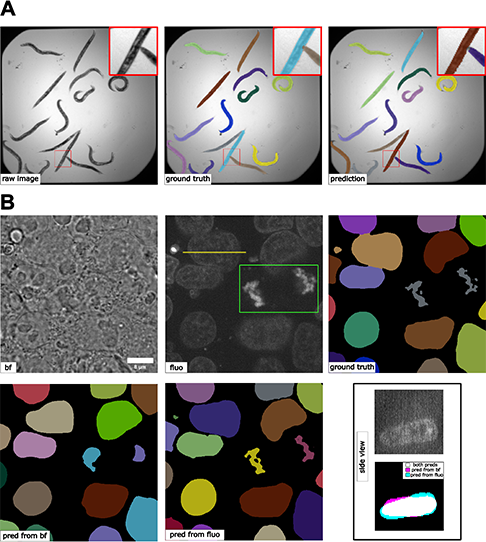 A
raw image
ground truth
prediction
B
bf
8 µm
fluo
ground truth
pred from bf
pred from fluo
side view
both preds
pred from bf
pred from fluo